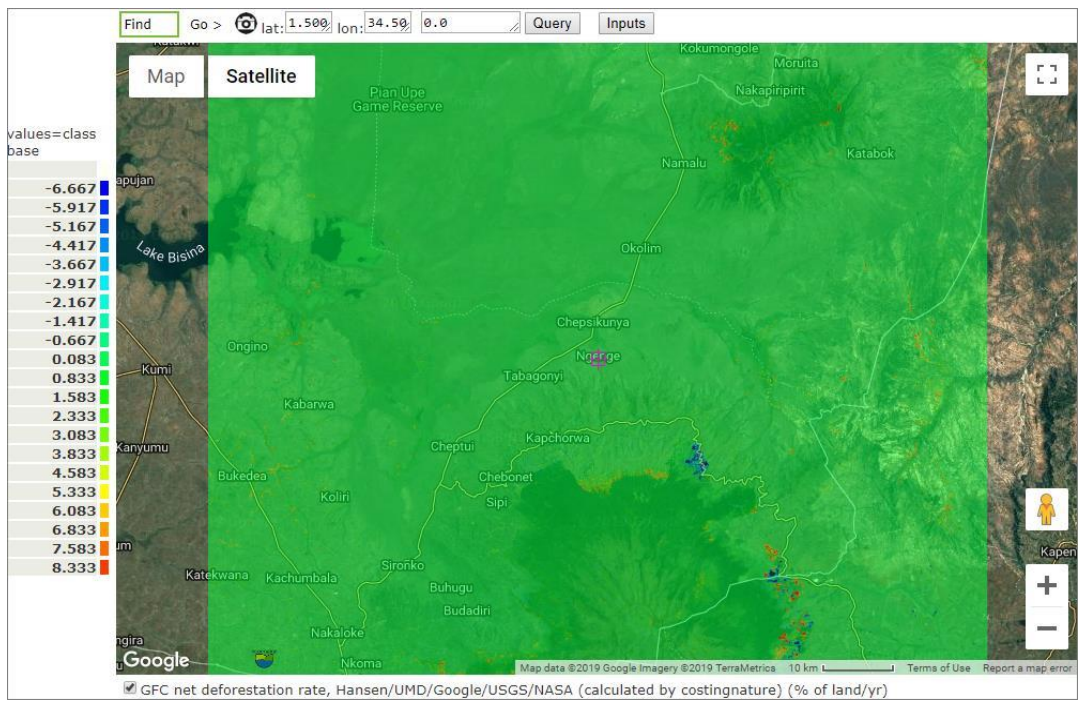 Find Go > lat: 1.500 lon: 34.50 0.0 Query Inputs
Map Satellite
values=class
base
-6.667
-5.917
-5.167
-4.417
-3.667
-2.917
-2.167
-1.417
-0.667
0.083
0.833
1.583
2.333
3.083
3.833
4.583
5.333
6.083
6.833
7.583
8.333
Kokumongole
Moruita
Pian Upe
Game Reserve
Nakapiripirit
Katabok
Namalu
apujan
Lake Bisina
Okolim
Chepsikunya
Ongino
Kumi
Tabagonyi
Kabarwa
Kapchorwa
Kanyumu
Cheptui
Bukedea
Chebonet
Koliri
Sipi
um
Kapen
Sironko
Katekwana
Kachumbala
Buhugu
Budadiri
Nakaloke
ngira
Nkoma
Google
Map data ©2019 Google Imagery ©2019 TerraMetrics 10 km Terms of Use Report a map error
GFC net deforestation rate, Hansen/UMD/Google/USGS/NASA (calculated by costingnature) (% of land/yr)